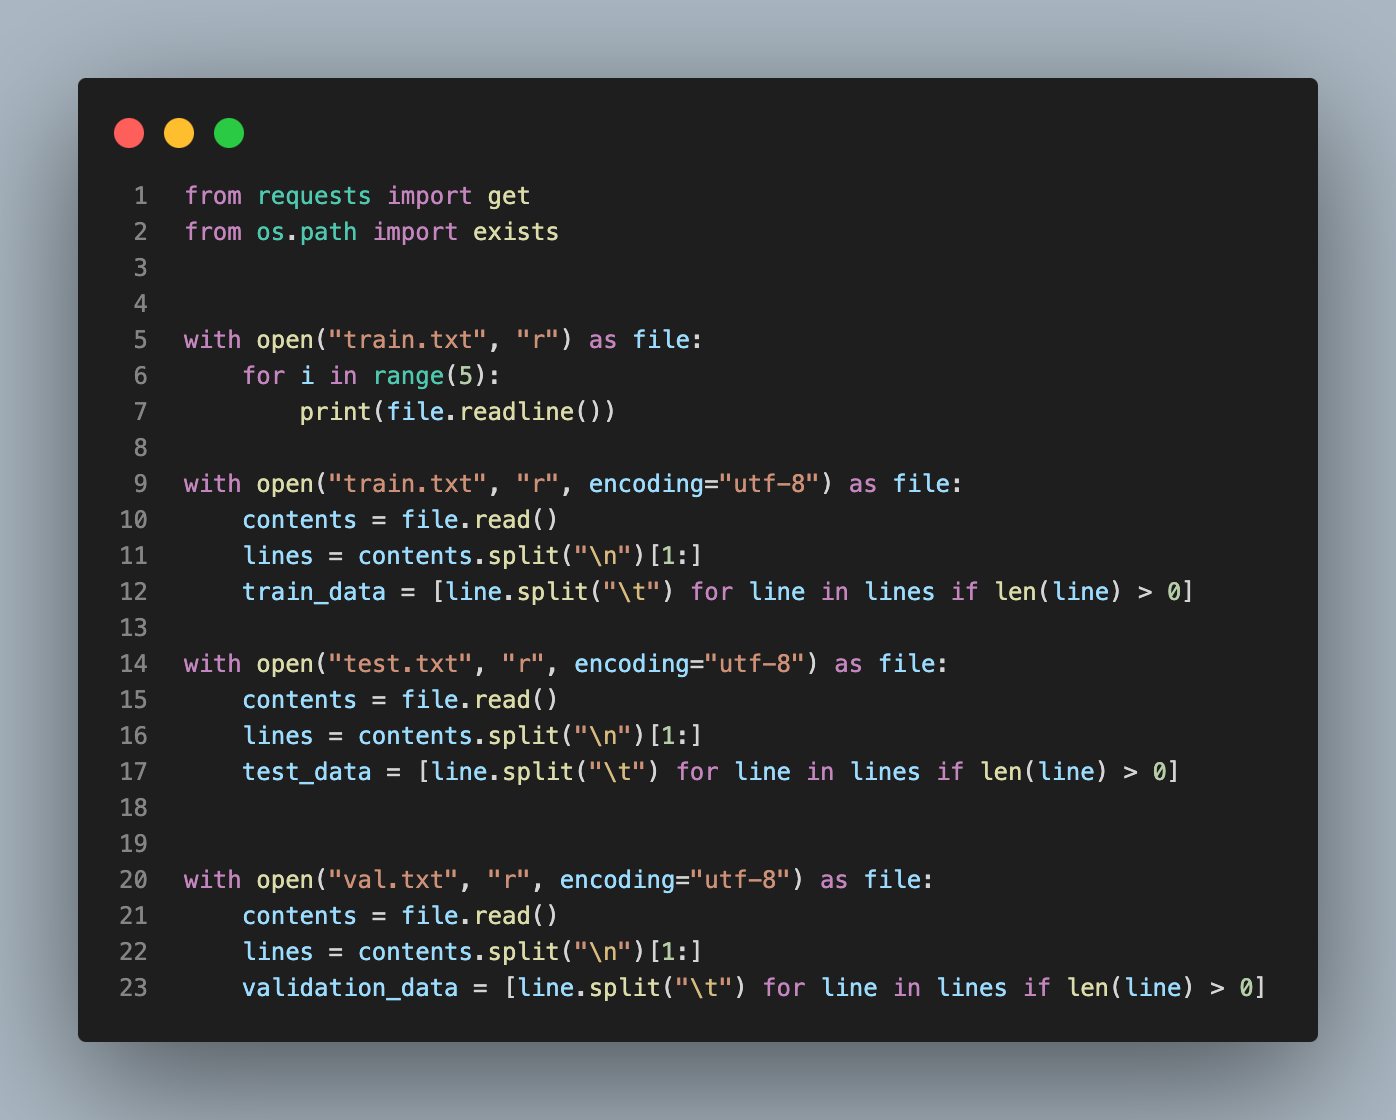 1 from requests import get
2 from os.path import exists
3
4
5 with open("train.txt", "r") as file:
6     for i in range(5):
7         print(file.readline())
8
9 with open("train.txt", "r", encoding="utf-8") as file:
10     contents = file.read()
11     lines = contents.split("\n")[1:]
12     train_data = [line.split("\t") for line in lines if len(line) > 0]
13
14 with open("test.txt", "r", encoding="utf-8") as file:
15     contents = file.read()
16     lines = contents.split("\n")[1:]
17     test_data = [line.split("\t") for line in lines if len(line) > 0]
18
19
20 with open("val.txt", "r", encoding="utf-8") as file:
21     contents = file.read()
22     lines = contents.split("\n")[1:]
23     validation_data = [line.split("\t") for line in lines if len(line) > 0]